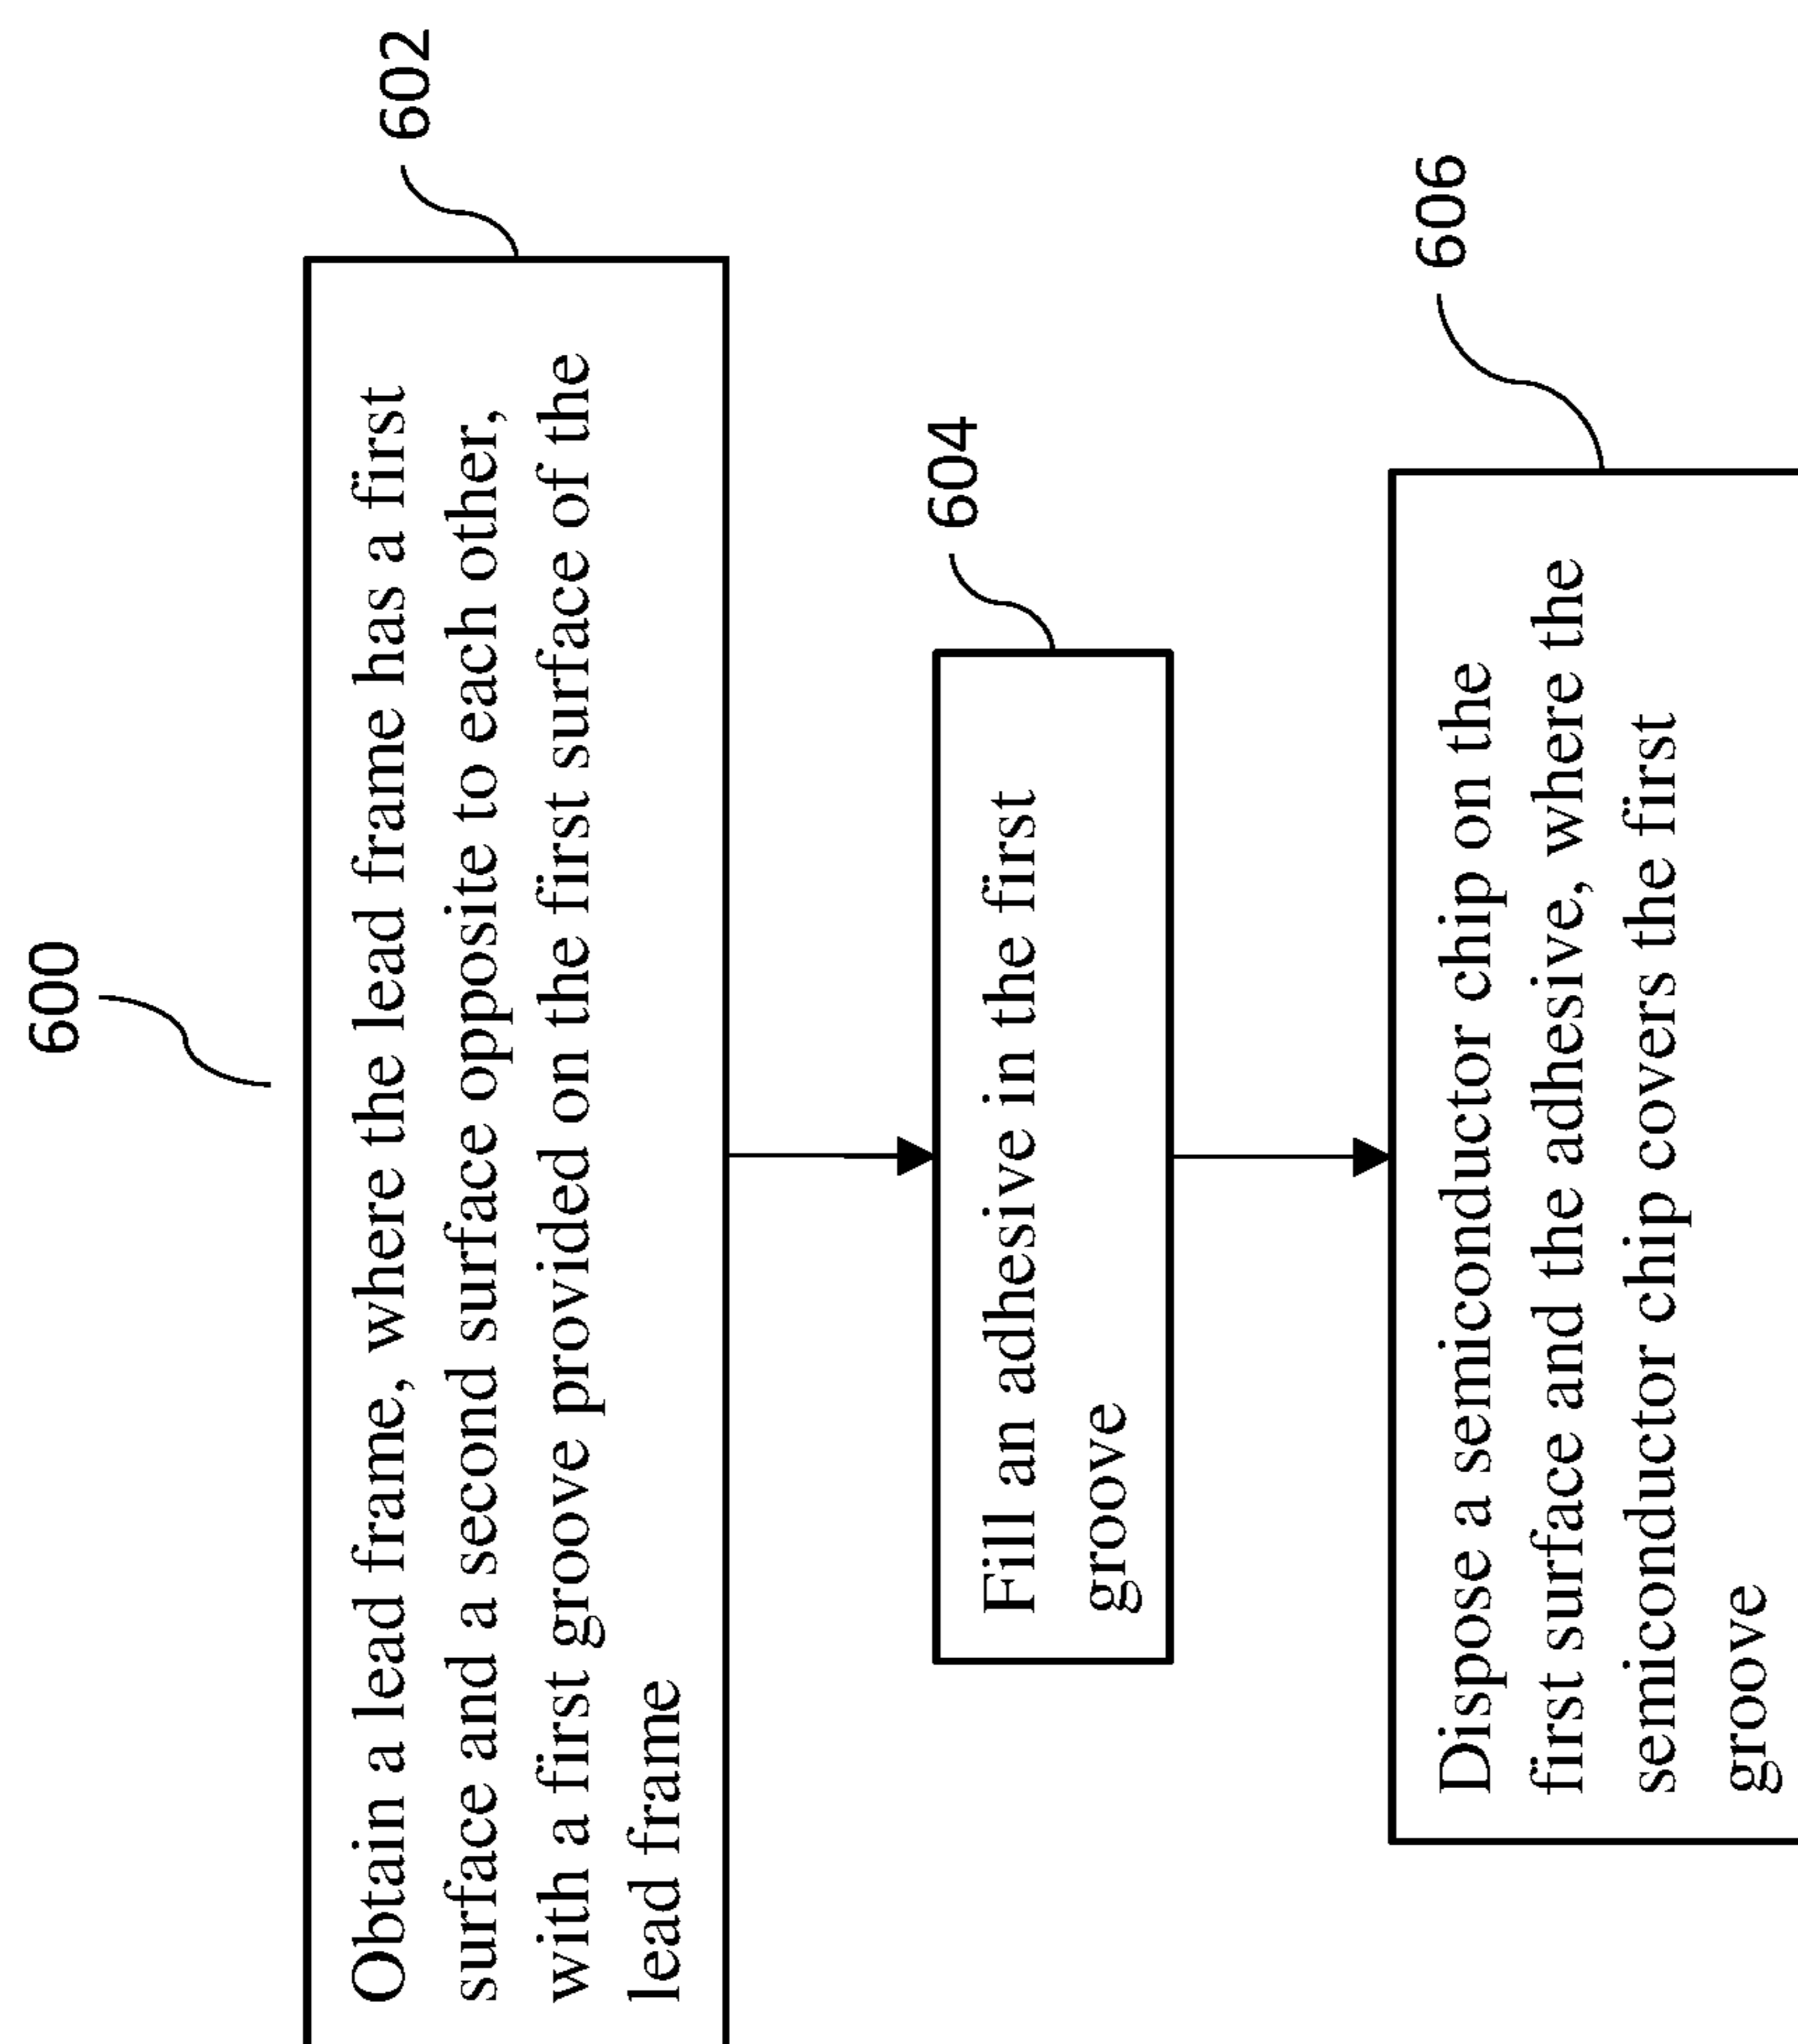 600
602
Obtain a lead frame, where the lead frame has a first
surface and a second surface opposite to each other,
with a first groove provided on the first surface of the
lead frame
604
Fill an adhesive in the first
groove
606
Dispose a semiconductor chip on the
first surface and the adhesive, where the
semiconductor chip covers the first
groove